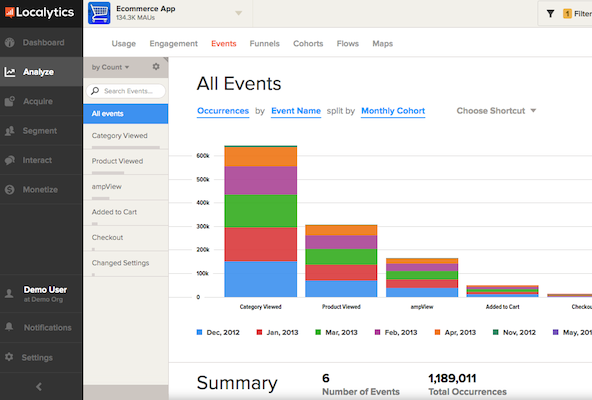 Localytics
Ecommerce App
134.3K MAUs
1 Filter
Dashboard
Analyze
Acquire
Segment
Interact
Monetize
Demo User
at Demo Org
Notifications
Settings
Usage Engagement Events Funnels Cohorts Flows Maps
by Count
Search Events...
All events
Category Viewed
Product Viewed
ampView
Added to Cart
Checkout
Changed Settings
All Events
Occurrences by Event Name split by Monthly Cohort
Choose Shortcut
600k
500k
400k
300k
200k
100k
0
Category Viewed Product Viewed ampView Added to Cart Checkou
Dec, 2012 Jan, 2013 Mar, 2013 Feb, 2013 Apr, 2013 Nov, 2012 May, 201
Summary
6
Number of Events
1,189,011
Total Occurrences